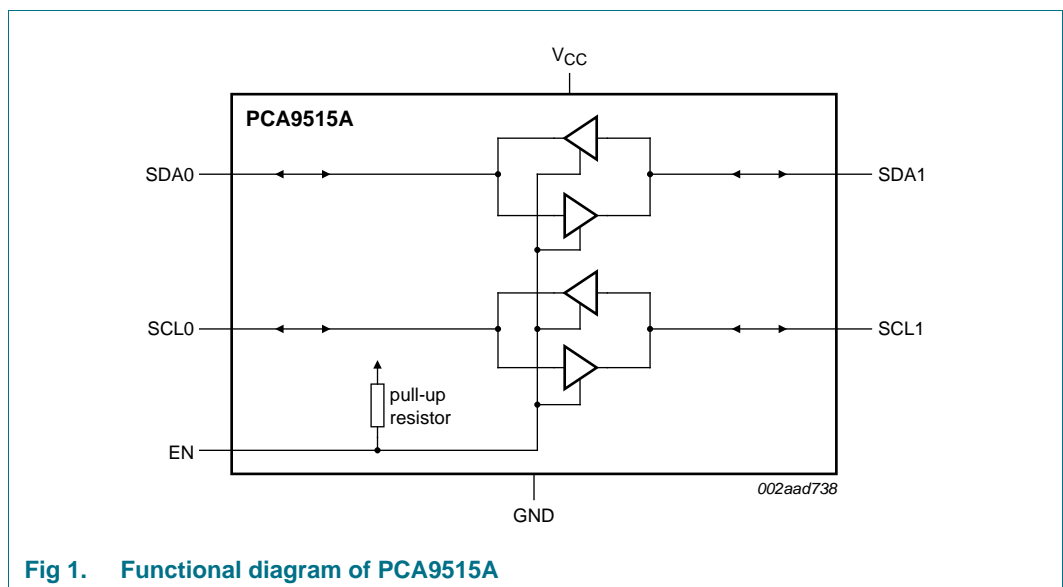 VCC
PCA9515A
SDA0
SDA1
SCL0
SCL1
pull-up
resistor
EN
002aad738
GND
Fig 1. Functional diagram of PCA9515A